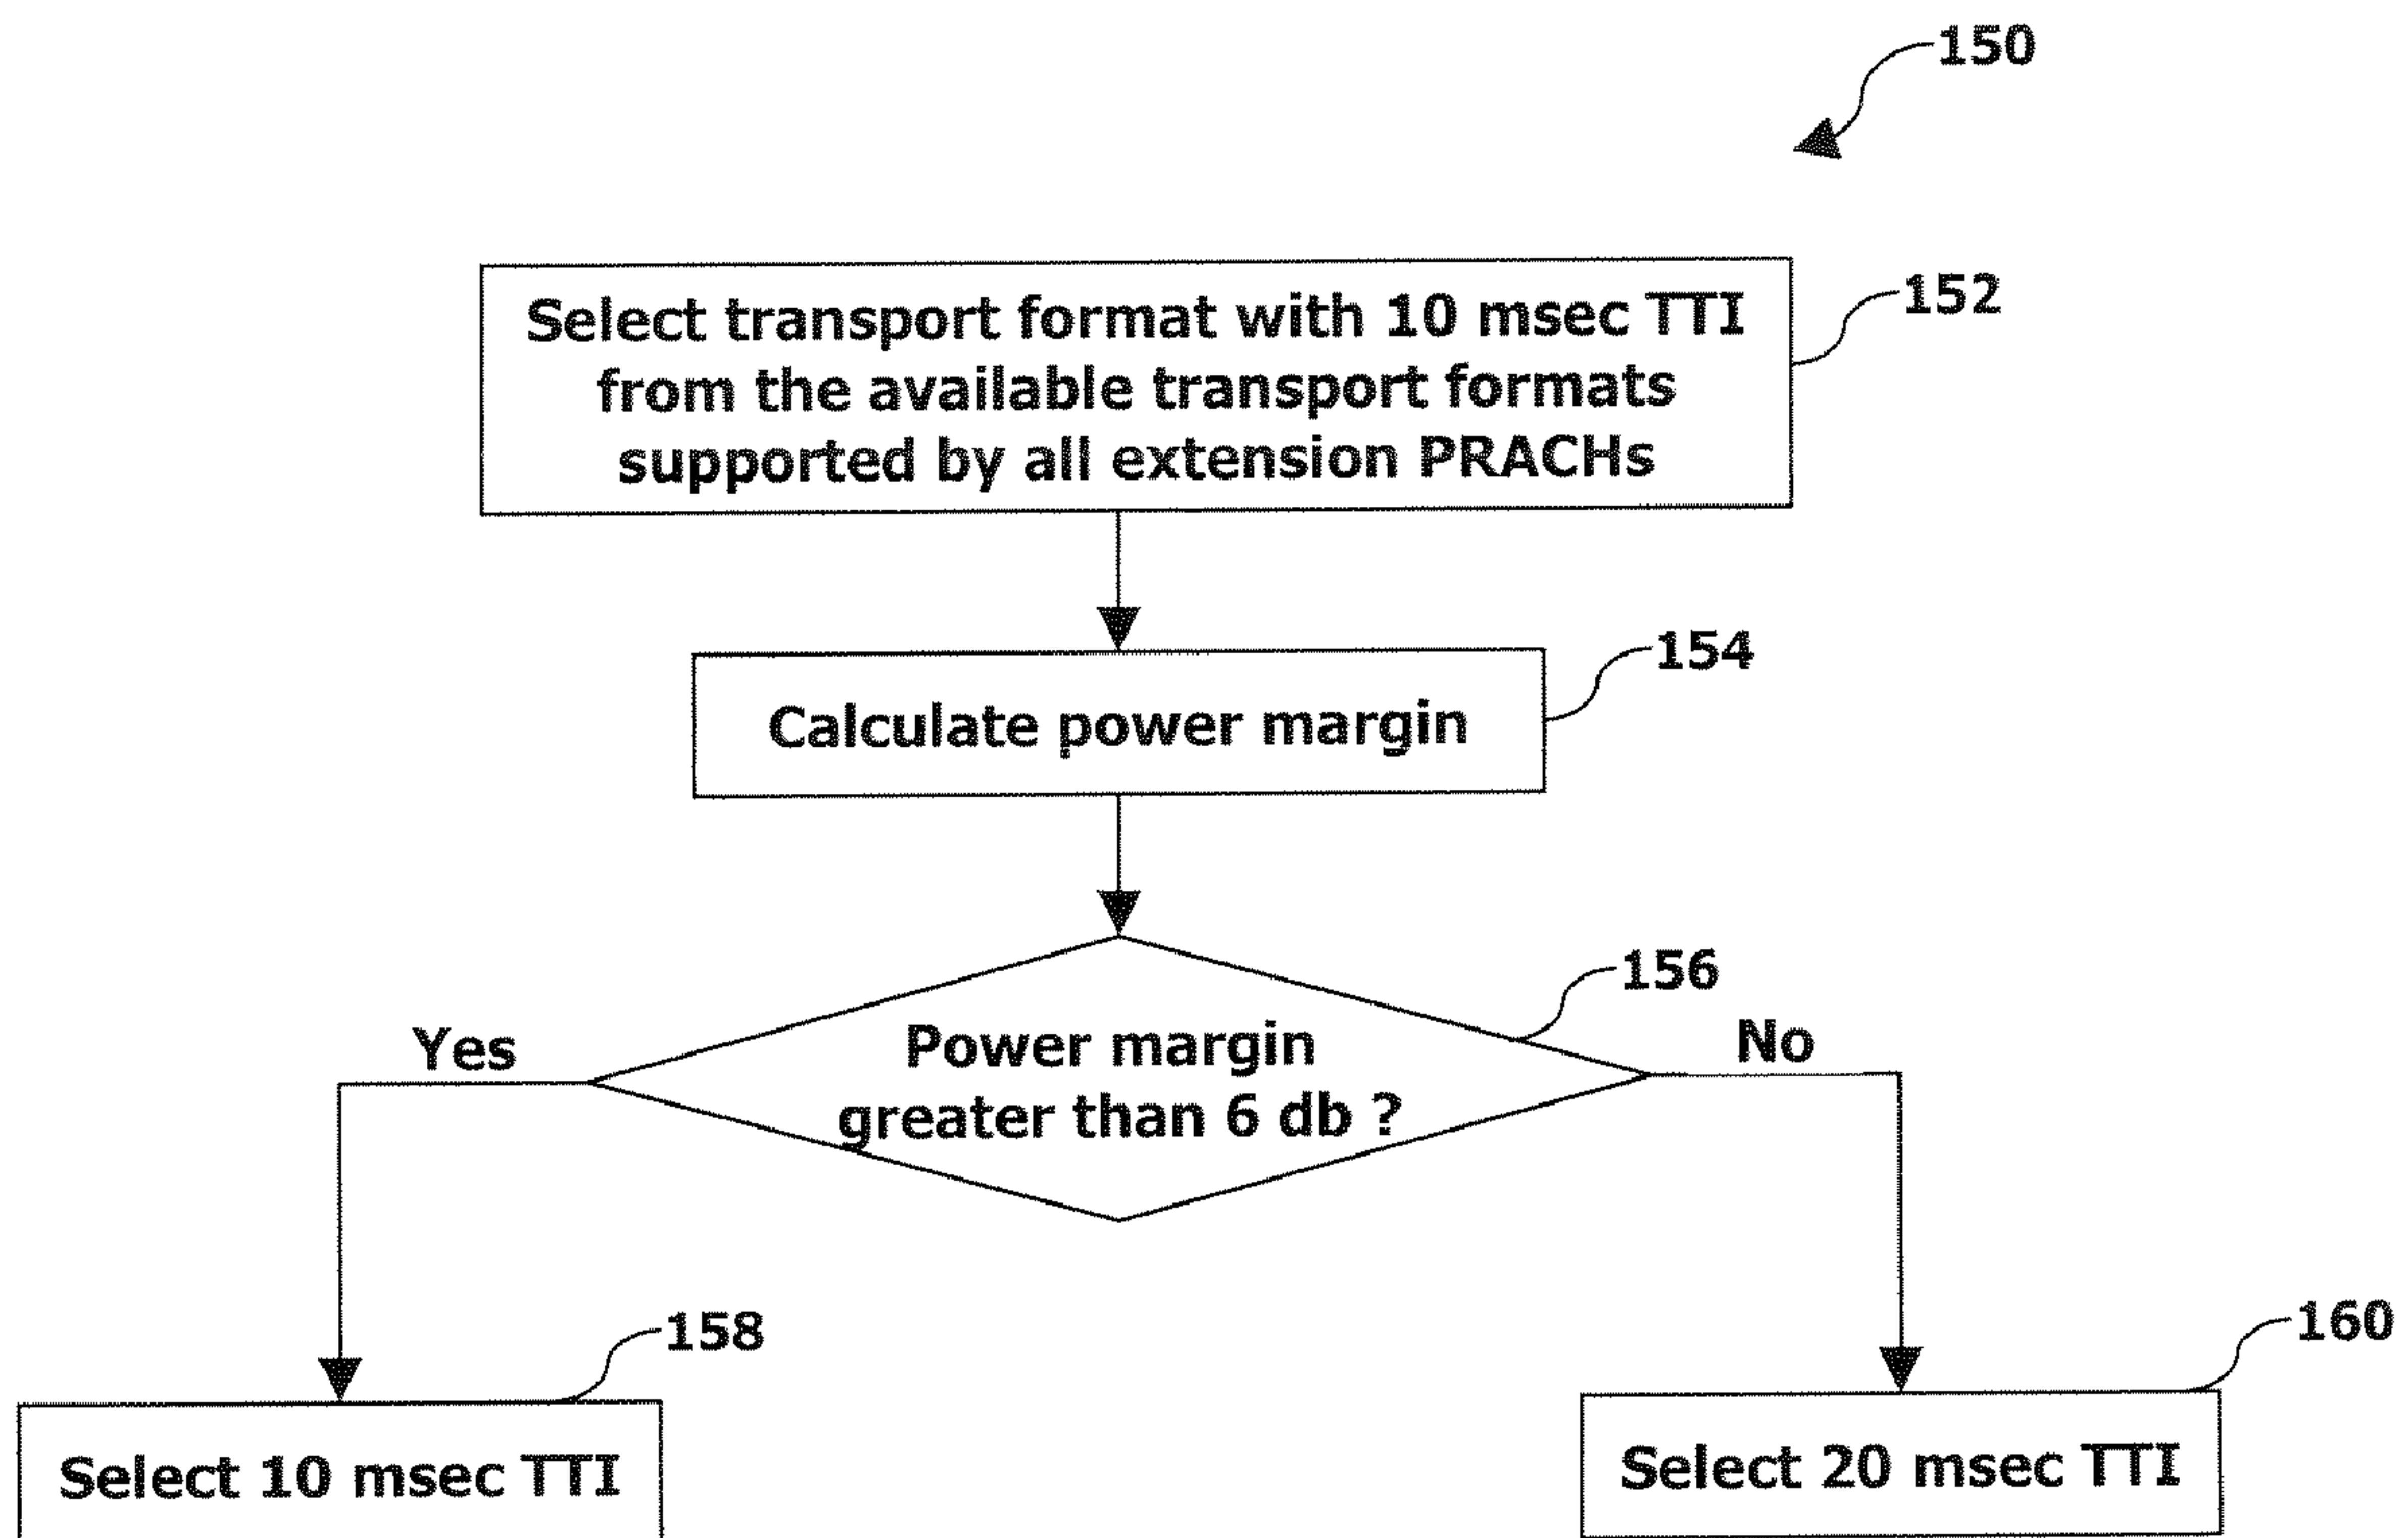 150
Select transport format with 10 msec TTI
from the available transport formats
supported by all extension PRACHs
152
Calculate power margin
154
Power margin
greater than 6 db ?
156
Yes
No
Select 10 msec TTI
158
Select 20 msec TTI
160